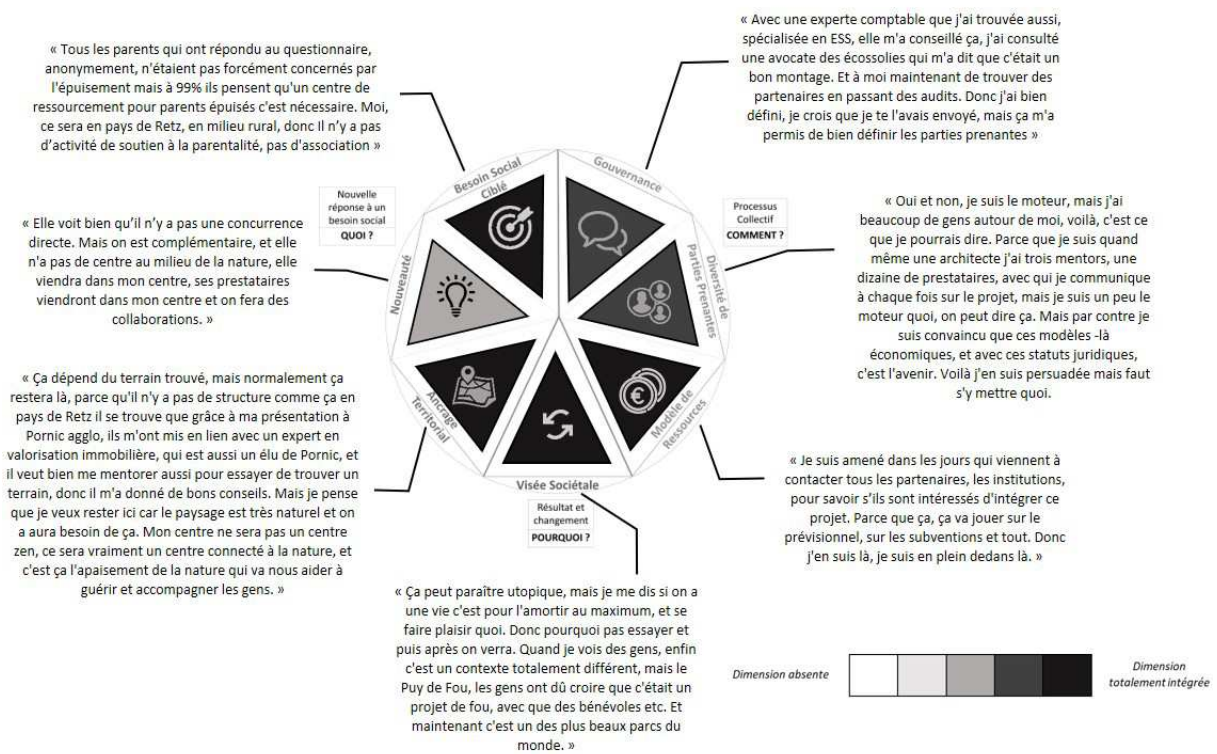 « Tous les parents qui ont répondu au questionnaire,
anonymement, n'étaient pas forcément concernés par
l'épuisement mais à 99% ils pensent qu'un centre de
ressourcement pour parents épuisés c'est nécessaire. Moi,
ce sera en pays de Retz, en milieu rural, donc Il n'y a pas
d'activité de soutien à la parentalité, pas d'association »
« Avec une experte comptable que j'ai trouvée aussi,
spécialisée en ESS, elle m'a conseillé ça, j'ai consulté
une avocate des écossolies qui m'a dit que c'était un
bon montage. Et à moi maintenant de trouver des
partenaires en passant des audits. Donc j'ai bien
défini, je crois que je te l'avais envoyé, mais ça m'a
permis de bien définir les parties prenantes »
Besoin Social
Ciblé
Gouvernance
Nouvelle
réponse à un
besoin social
QUOI ?
Processus
Collectif
COMMENT ?
« Elle voit bien qu'il n'y a pas une concurrence
directe. Mais on est complémentaire, et elle
n'a pas de centre au milieu de la nature, elle
viendra dans mon centre, ses prestataires
viendront dans mon centre et on fera des
collaborations. »
Nouveauté
Diversité de
Parties Prenantes
« Oui et non, je suis le moteur, mais j'ai
beaucoup de gens autour de moi, voilà, c'est ce
que je pourrais dire. Parce que je suis quand
même une architecte j'ai trois mentors, une
dizaine de prestataires, avec qui je communique
à chaque fois sur le projet, mais je suis un peu le
moteur quoi, on peut dire ça. Mais par contre je
suis convaincu que ces modèles -là
économiques, et avec ces statuts juridiques,
c'est l'avenir. Voilà j'en suis persuadée mais faut
s'y mettre quoi.
« Ça dépend du terrain trouvé, mais normalement ça
restera là, parce qu'il n'y a pas de structure comme ça en
pays de Retz il se trouve que grâce à ma présentation à
Pornic agglo, ils m'ont mis en lien avec un expert en
valorisation immobilière, qui est aussi un élu de Pornic, et
il veut bien me mentorer aussi pour essayer de trouver un
terrain, donc il m'a donné de bons conseils. Mais je pense
que je veux rester ici car le paysage est très naturel et on
a aura besoin de ça. Mon centre ne sera pas un centre
zen, ce sera vraiment un centre connecté à la nature, et
c'est ça l'apaisement de la nature qui va nous aider à
guérir et accompagner les gens. »
Ancrage
Territorial
€
Modèle de
Ressources
Visée Sociétale
Résultat et
changement
POURQUOI ?
« Je suis amené dans les jours qui viennent à
contacter tous les partenaires, les institutions,
pour savoir s'ils sont intéressés d'intégrer ce
projet. Parce que ça, ça va jouer sur le
prévisionnel, sur les subventions et tout. Donc
j'en suis là, je suis en plein dedans là. »
« Ça peut paraître utopique, mais je me dis si on a
une vie c'est pour l'amortir au maximum, et se
faire plaisir quoi. Donc pourquoi pas essayer et
puis après on verra. Quand je vois des gens, enfin
c'est un contexte totalement différent, mais le
Puy de Fou, les gens ont dû croire que c'était un
projet de fou, avec que des bénévoles etc. Et
maintenant c'est un des plus beaux parcs du
monde. »
Dimension absente
Dimension
totalement intégrée